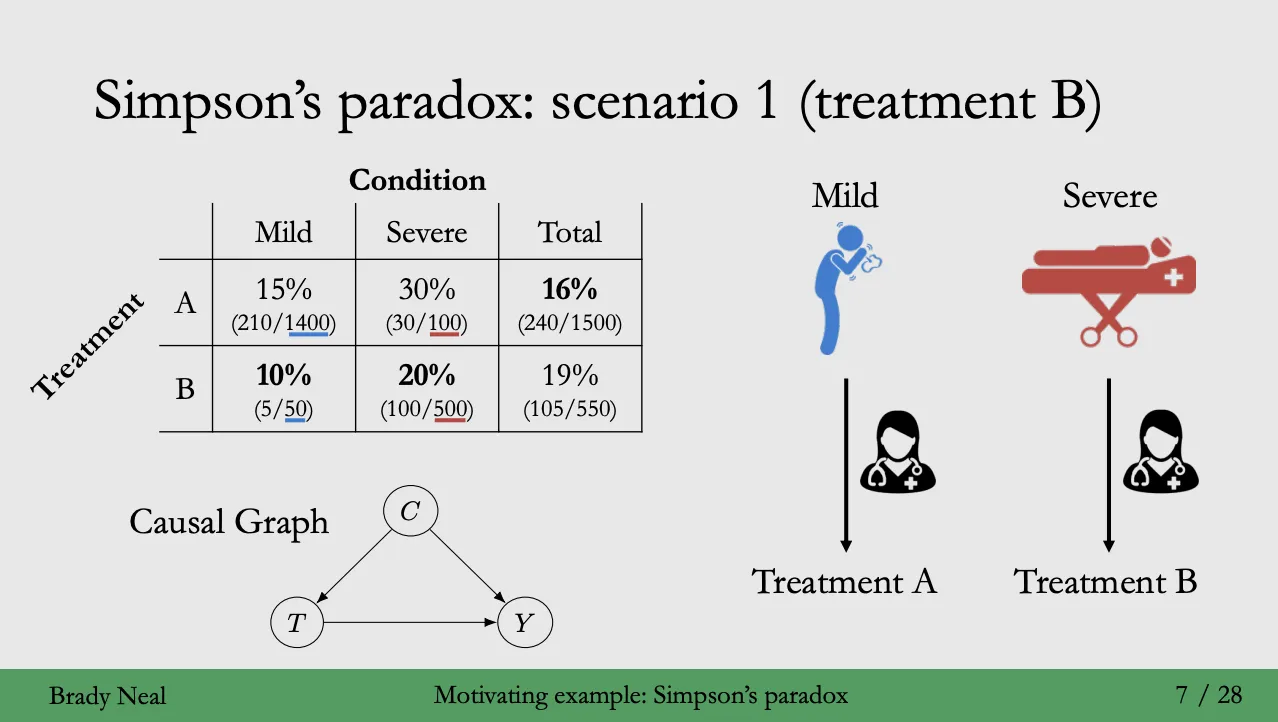 Simpson’s paradox: scenario 1 (treatment B)
Condition
Mild Severe Total
Treatment
A 15% 30% 16%
(210/1400) (30/100) (240/1500)
B 10% 20% 19%
(5/50) (100/500) (105/550)
Causal Graph
C
T Y
Mild Severe
Treatment A Treatment B
Brady Neal Motivating example: Simpson’s paradox 7 / 28